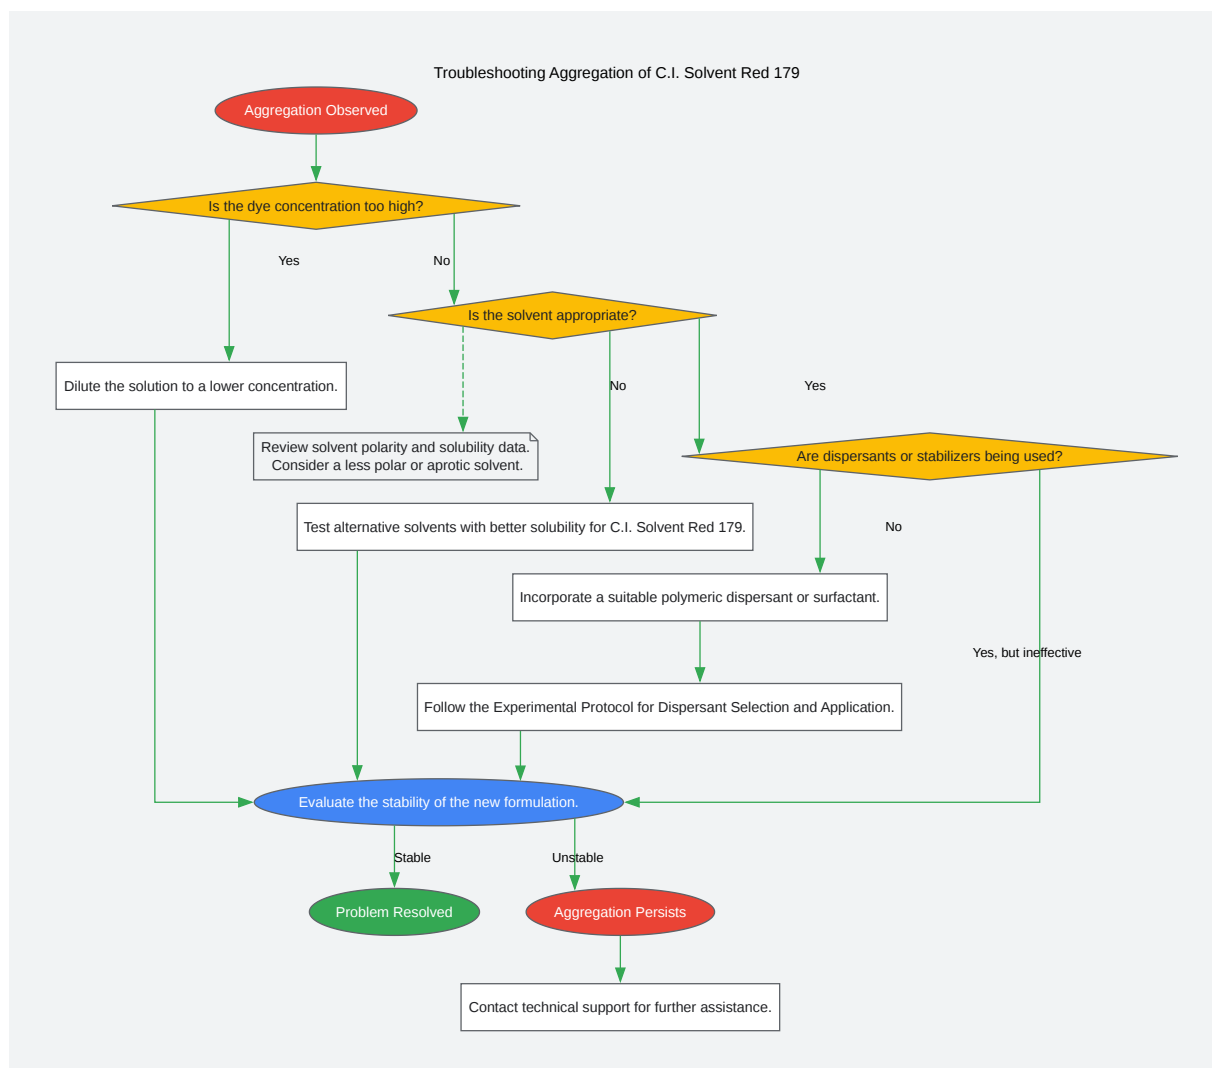 Troubleshooting Aggregation of C.I. Solvent Red 179
Aggregation Observed
Is the dye concentration too high?
Yes
No
Is the solvent appropriate?
Dilute the solution to a lower concentration.
No
Yes
Review solvent polarity and solubility data.
Consider a less polar or aprotic solvent.
Are dispersants or stabilizers being used?
Test alternative solvents with better solubility for C.I. Solvent Red 179.
No
Incorporate a suitable polymeric dispersant or surfactant.
Yes, but ineffective
Follow the Experimental Protocol for Dispersant Selection and Application.
Evaluate the stability of the new formulation.
Stable
Unstable
Problem Resolved
Aggregation Persists
Contact technical support for further assistance.